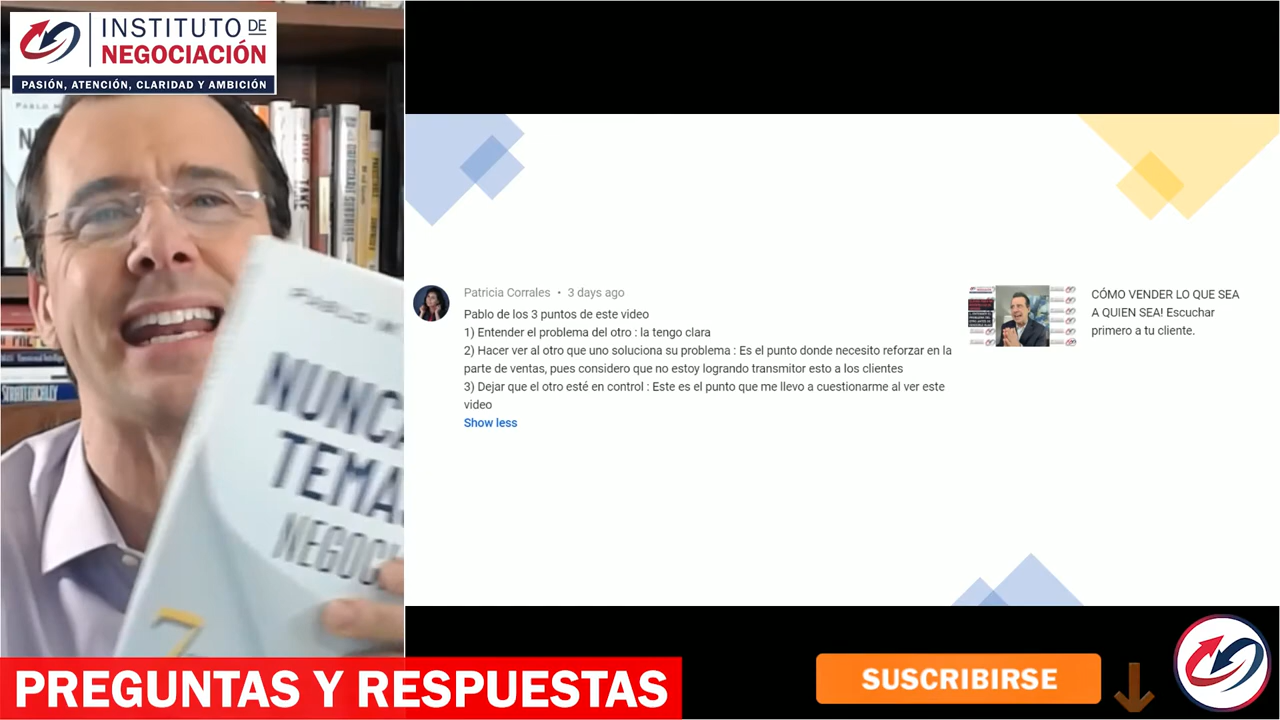 INSTITUTO DE
NEGOCIACIÓN
PASIÓN, ATENCIÓN, CLARIDAD Y AMBICIÓN
PABLO M
NUNCA
TEMAS
NEGOCI
7
Patricia Corrales • 3 days ago
Pablo de los 3 puntos de este video
1) Entender el problema del otro : la tengo clara
2) Hacer ver al otro que uno soluciona su problema : Es el punto donde necesito reforzar en la
parte de ventas, pues considero que no estoy logrando transmitor esto a los clientes
3) Dejar que el otro esté en control : Este es el punto que me llevo a cuestionarme al ver este
video
Show less
CÓMO VENDER LO QUE SEA
A QUIEN SEA! Escuchar
primero a tu cliente.
PREGUNTAS Y RESPUESTAS
SUSCRIBIRSE